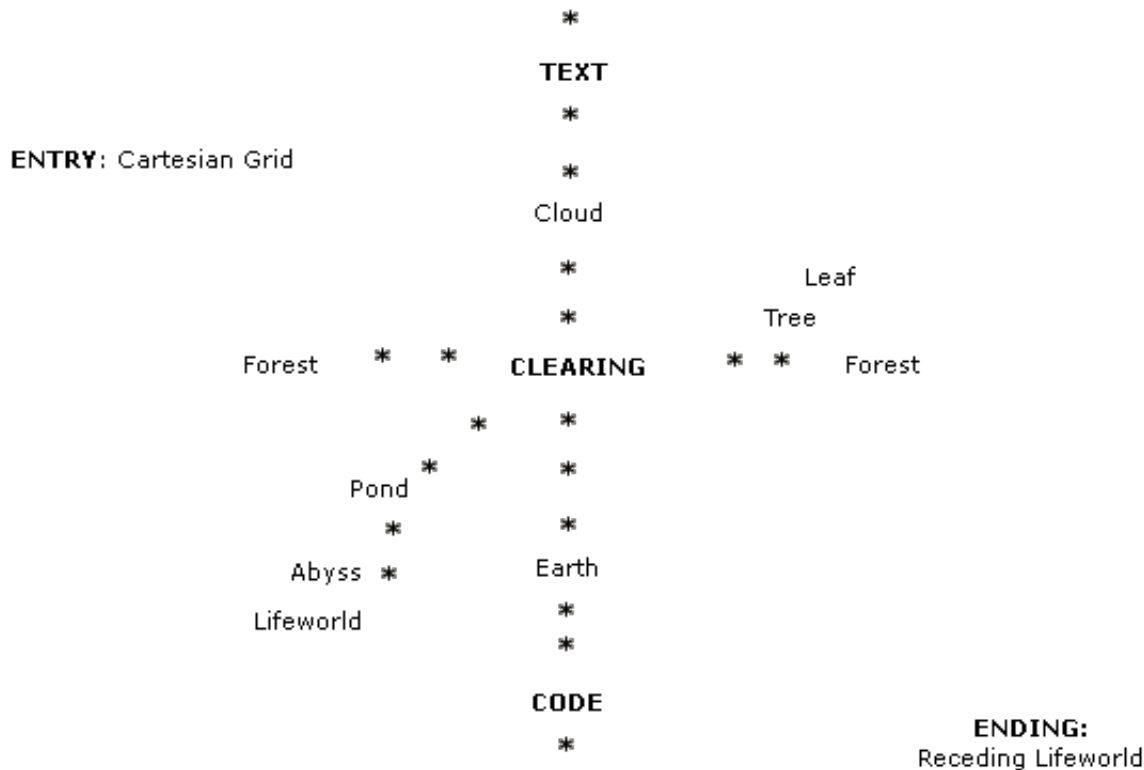 *
TEXT
*
ENTRY: Cartesian Grid
*
Cloud
*
Leaf
*
Tree
Forest * * CLEARING * * Forest
* *
* *
Pond
* *
Abyss * Earth
*
Lifeworld
*
CODE
ENDING:
*
Receding Lifeworld